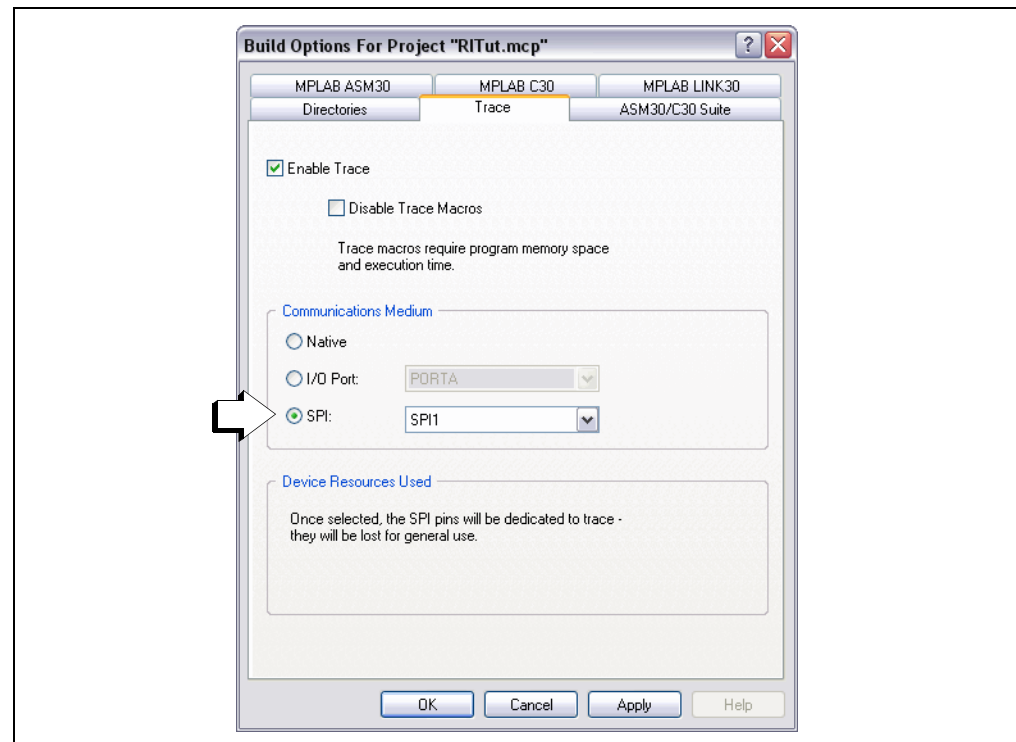 Build Options For Project "RITut.mcp"
MPLAB ASM30 MPLAB C30 MPLAB LINK30
Directories Trace ASM30/C30 Suite
Enable Trace
Disable Trace Macros
Trace macros require program memory space
and execution time.
Communications Medium
Native
I/O Port: PORTA
SPI: SPI1
Device Resources Used
Once selected, the SPI pins will be dedicated to trace -
they will be lost for general use.
OK Cancel Apply Help